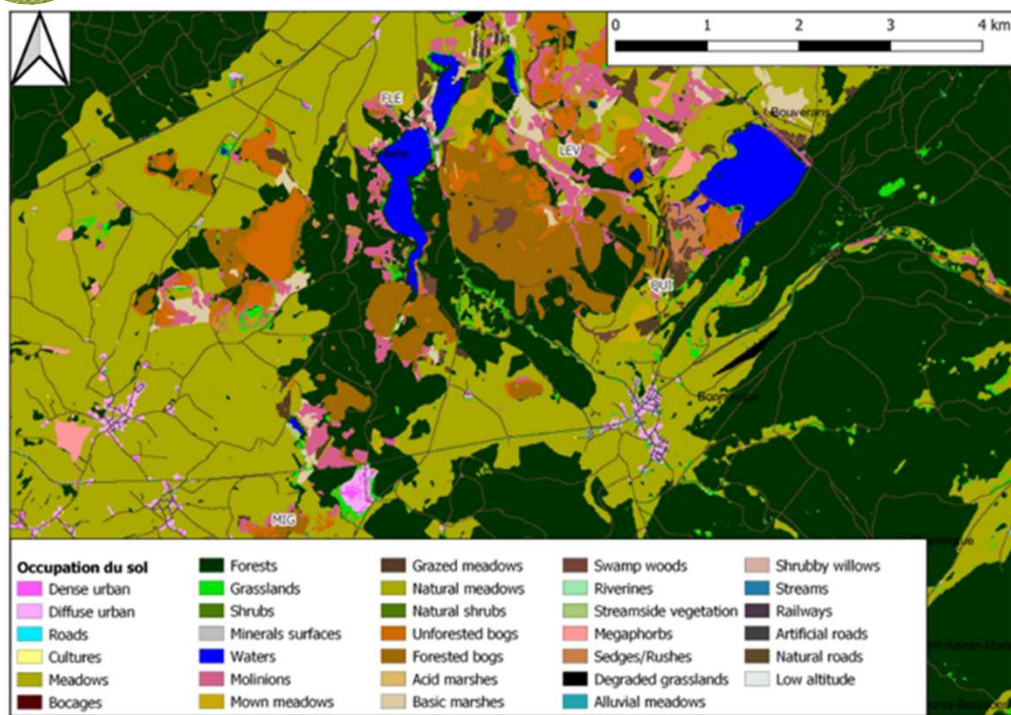 0 1 2 3 4 km
Bouverans
FLE
LEV
QUI
MIG
Occupation du sol
Dense urban
Diffuse urban
Roads
Cultures
Meadows
Bocages
Forests
Grasslands
Shrubs
Minerals surfaces
Waters
Molinions
Mown meadows
Grazed meadows
Natural meadows
Natural shrubs
Unforested bogs
Forested bogs
Acid marshes
Basic marshes
Swamp woods
Riverines
Streamside vegetation
Megaphorbs
Sedges/Rushes
Degraded grasslands
Alluvial meadows
Shrubby willows
Streams
Railways
Artificial roads
Natural roads
Low altitude